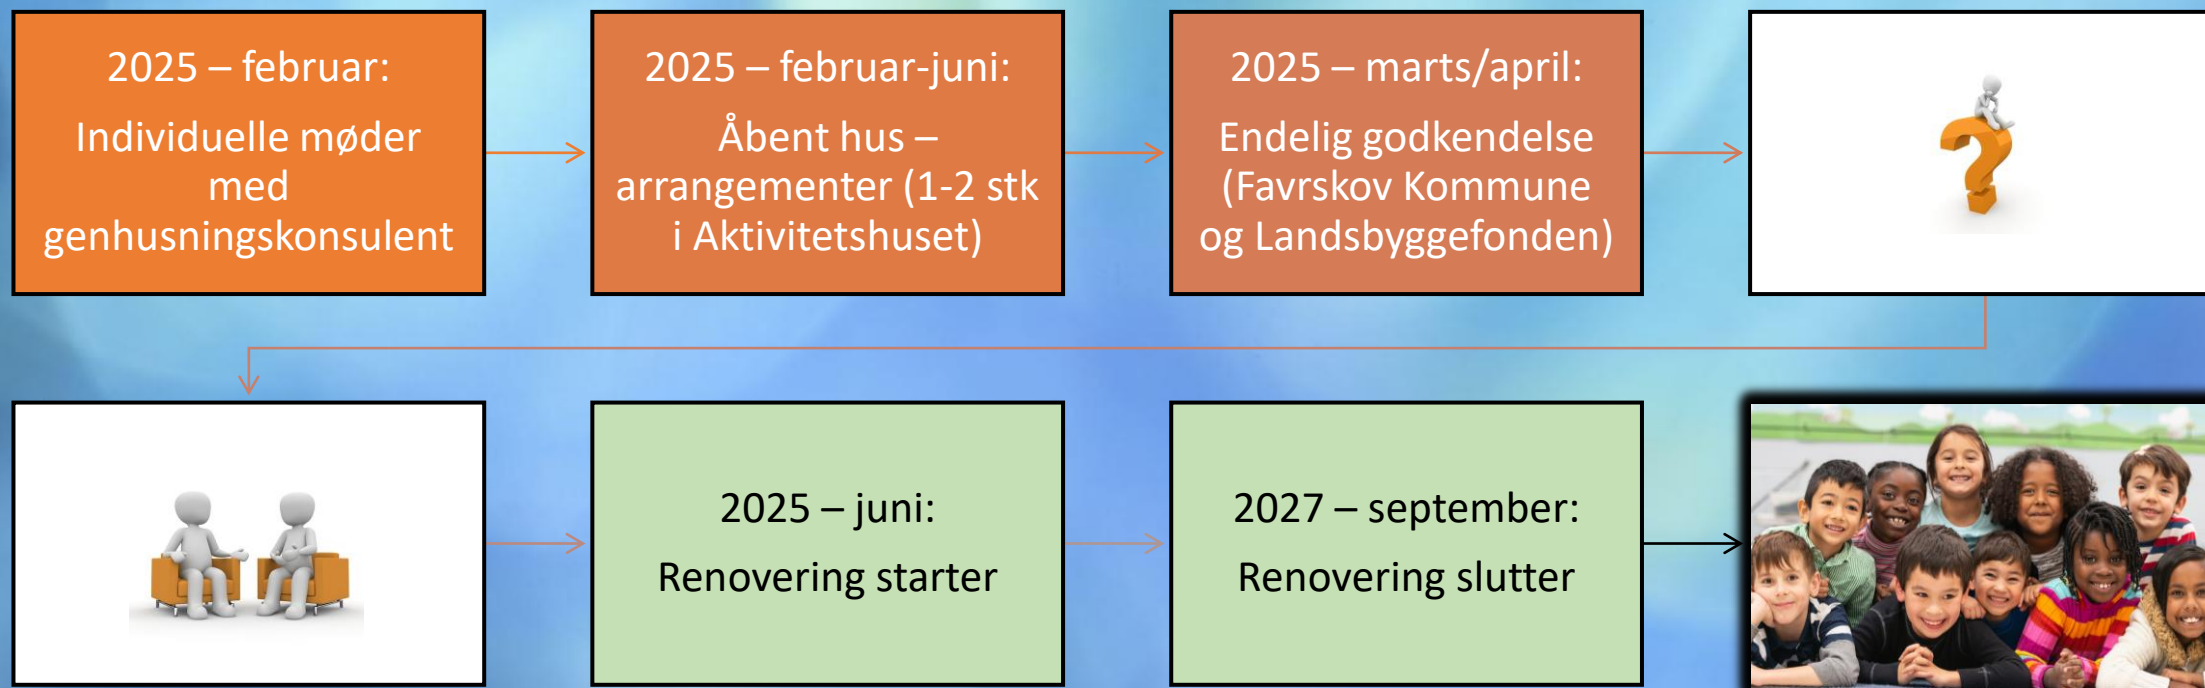 2025 – februar:
Individuelle møder
med
genhusningskonsulent
2025 – februar-juni:
Åbent hus –
arrangementer (1-2 stk
i Aktivitetshuset)
2025 – marts/april:
Endelig godkendelse
(Favrskov Kommune
og Landsbyggefonden)
2025 – juni:
Renovering starter
2027 – september:
Renovering slutter